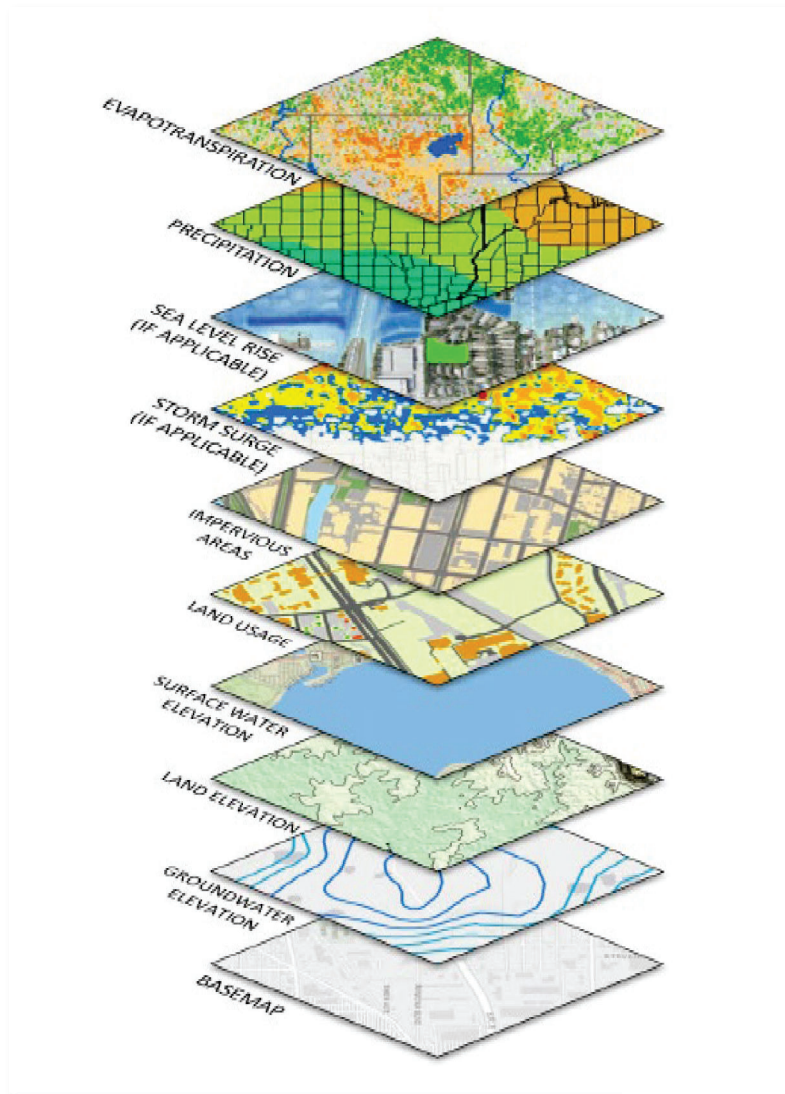 EVAPOTRANSPIRATION
PRECIPITATION
SEA LEVEL RISE
(IF APPLICABLE)
STORM SURGE
(IF APPLICABLE)
IMPERVIOUS
AREAS
LAND USAGE
SURFACE WATER
ELEVATION
LAND ELEVATION
GROUNDWATER
ELEVATION
BASEMAP